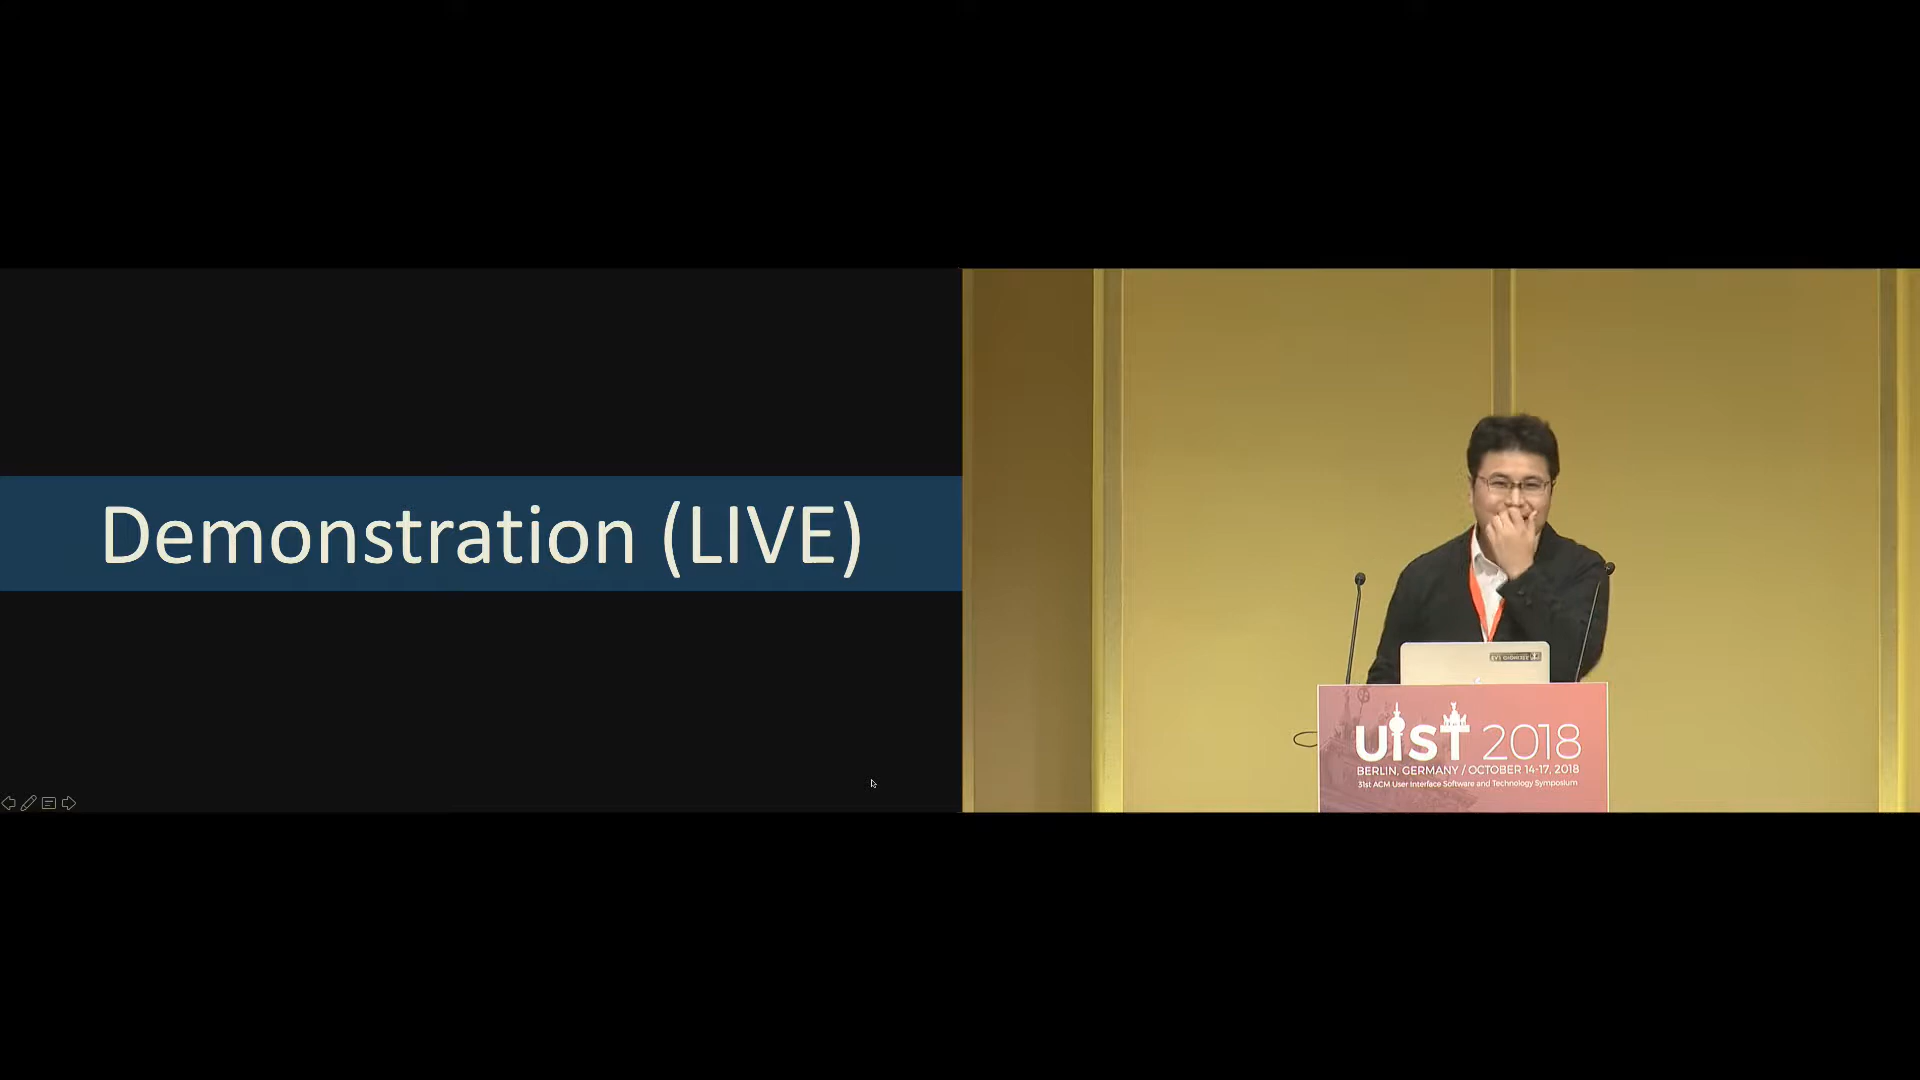 Demonstration (LIVE)
UIST 2018
BERLIN, GERMANY / OCTOBER 14-17, 2018
31st ACM User Interface Software and Technology Symposium